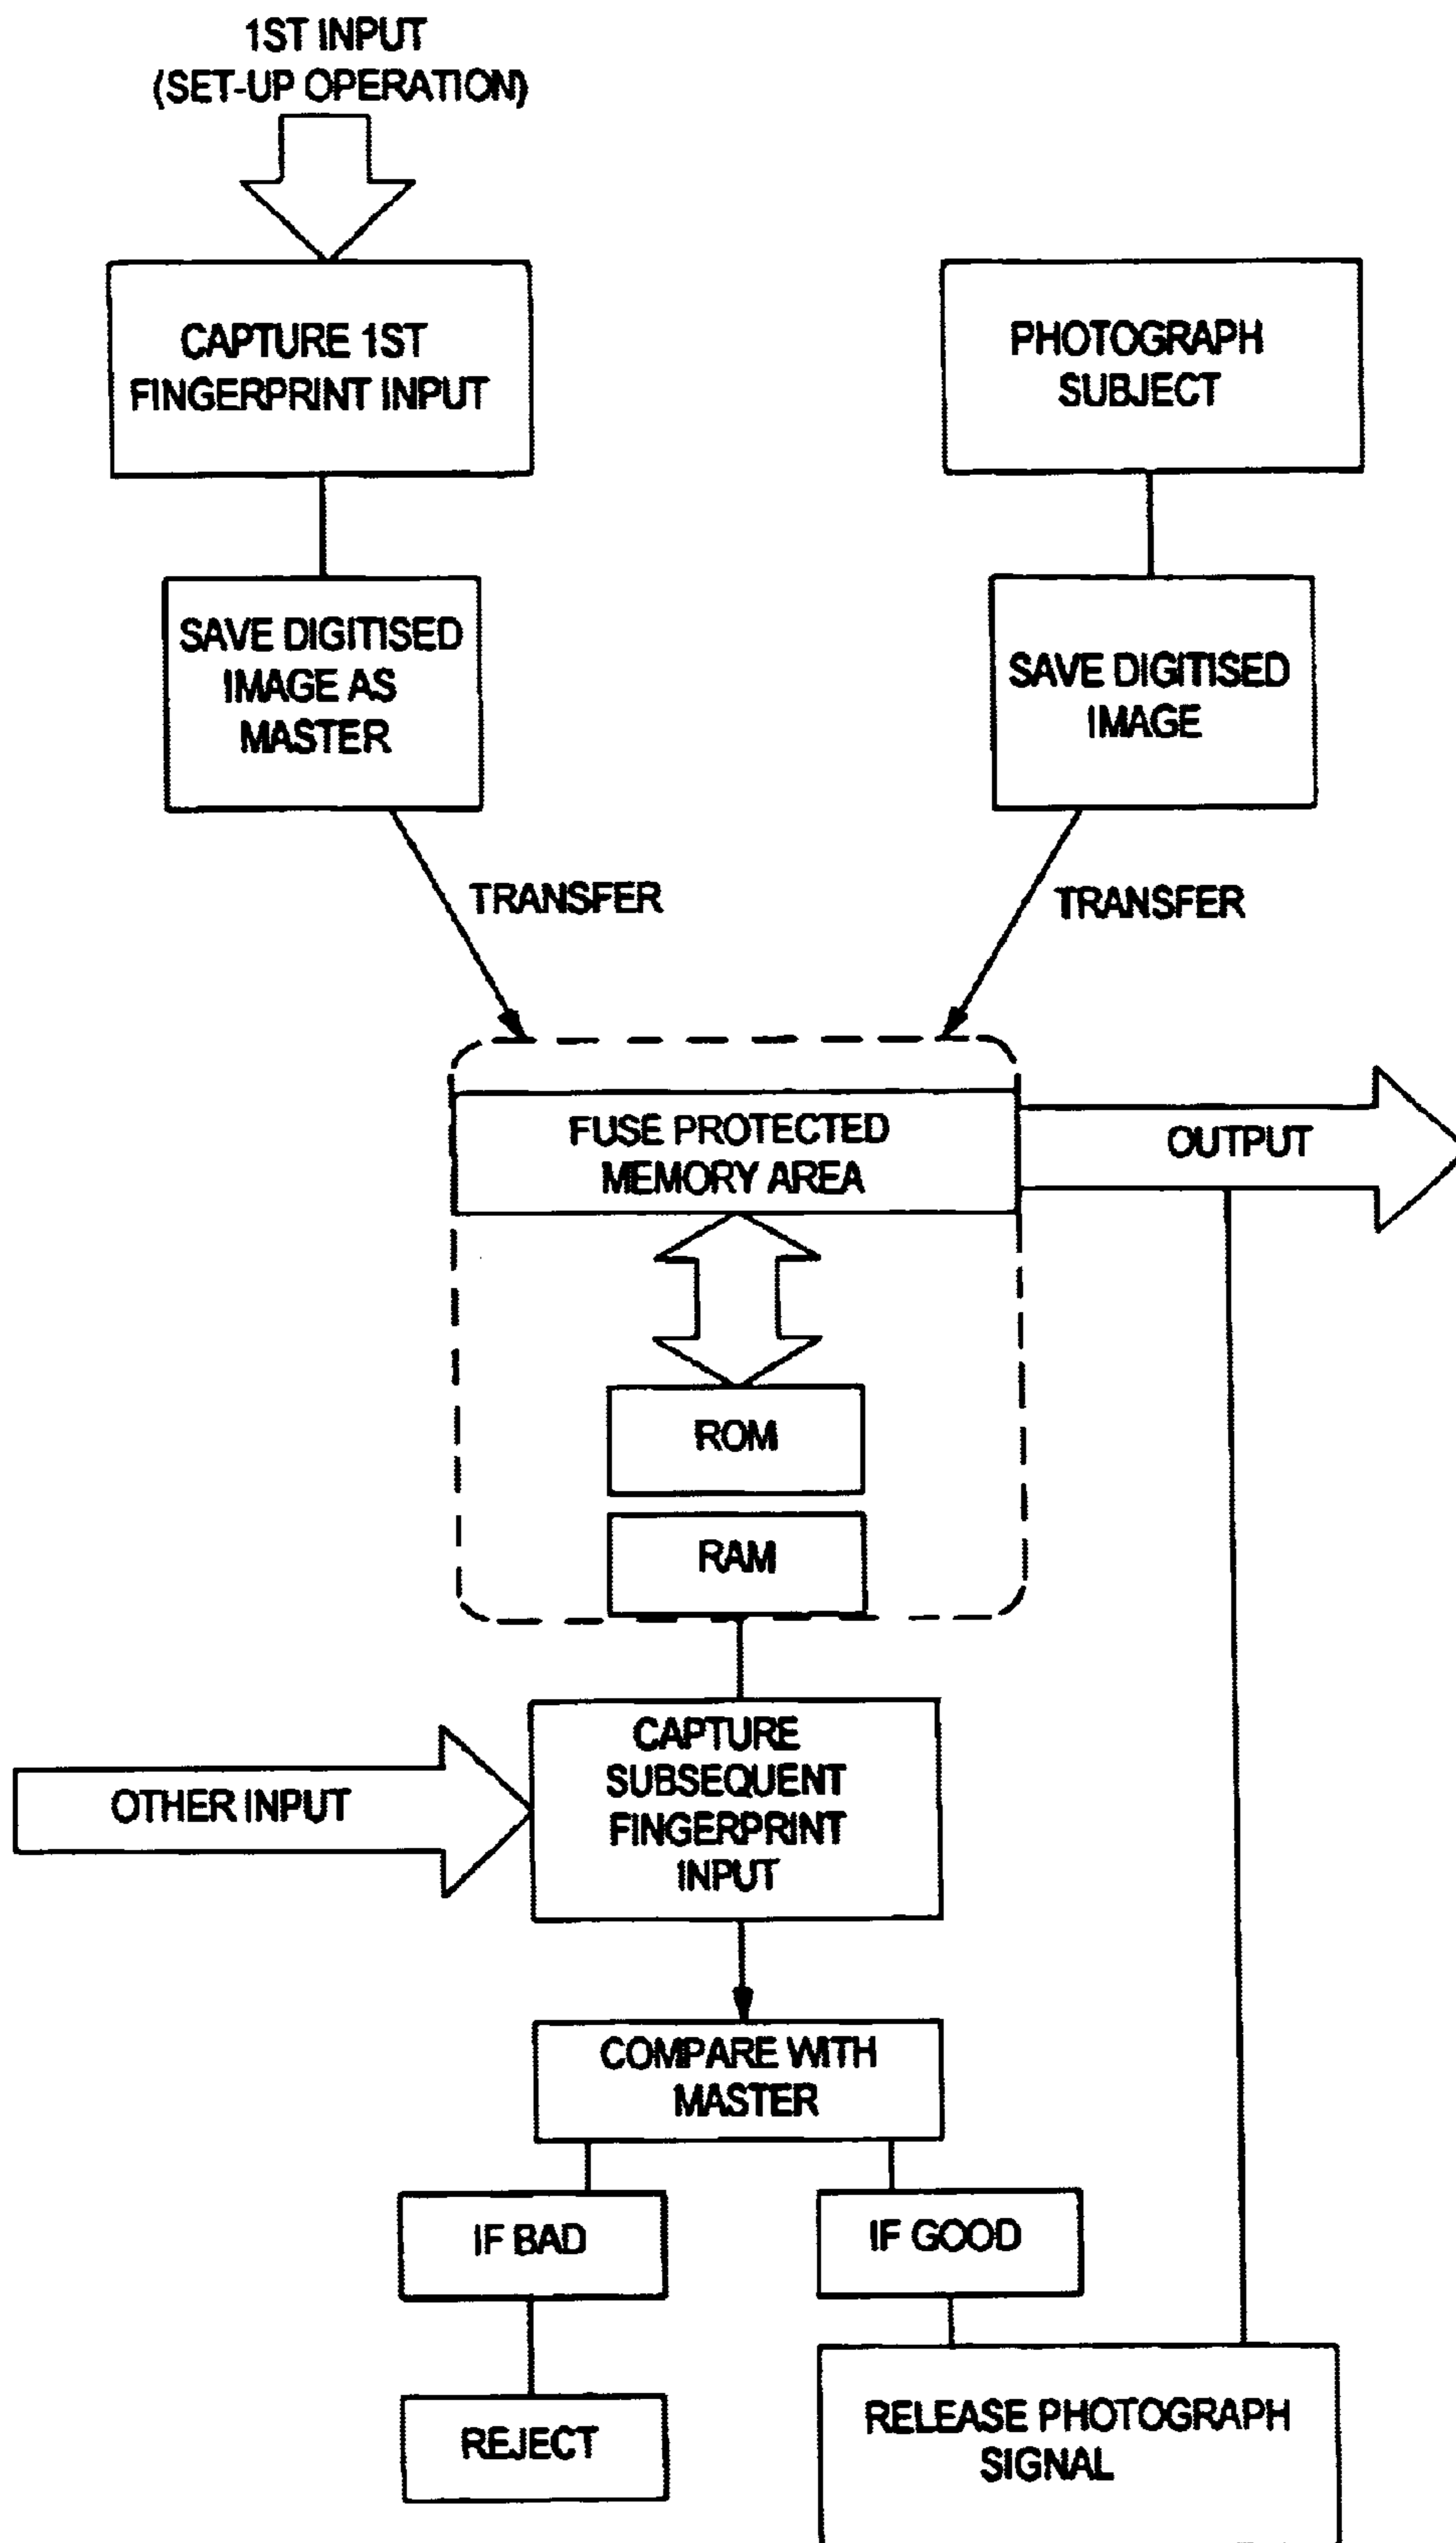 1ST INPUT
(SET-UP OPERATION)
CAPTURE 1ST
FINGERPRINT INPUT
PHOTOGRAPH
SUBJECT
SAVE DIGITISED
IMAGE AS
MASTER
SAVE DIGITISED
IMAGE
TRANSFER
TRANSFER
FUSE PROTECTED
MEMORY AREA
OUTPUT
ROM
RAM
OTHER INPUT
CAPTURE
SUBSEQUENT
FINGERPRINT
INPUT
COMPARE WITH
MASTER
IF BAD
IF GOOD
REJECT
RELEASE PHOTOGRAPH
SIGNAL